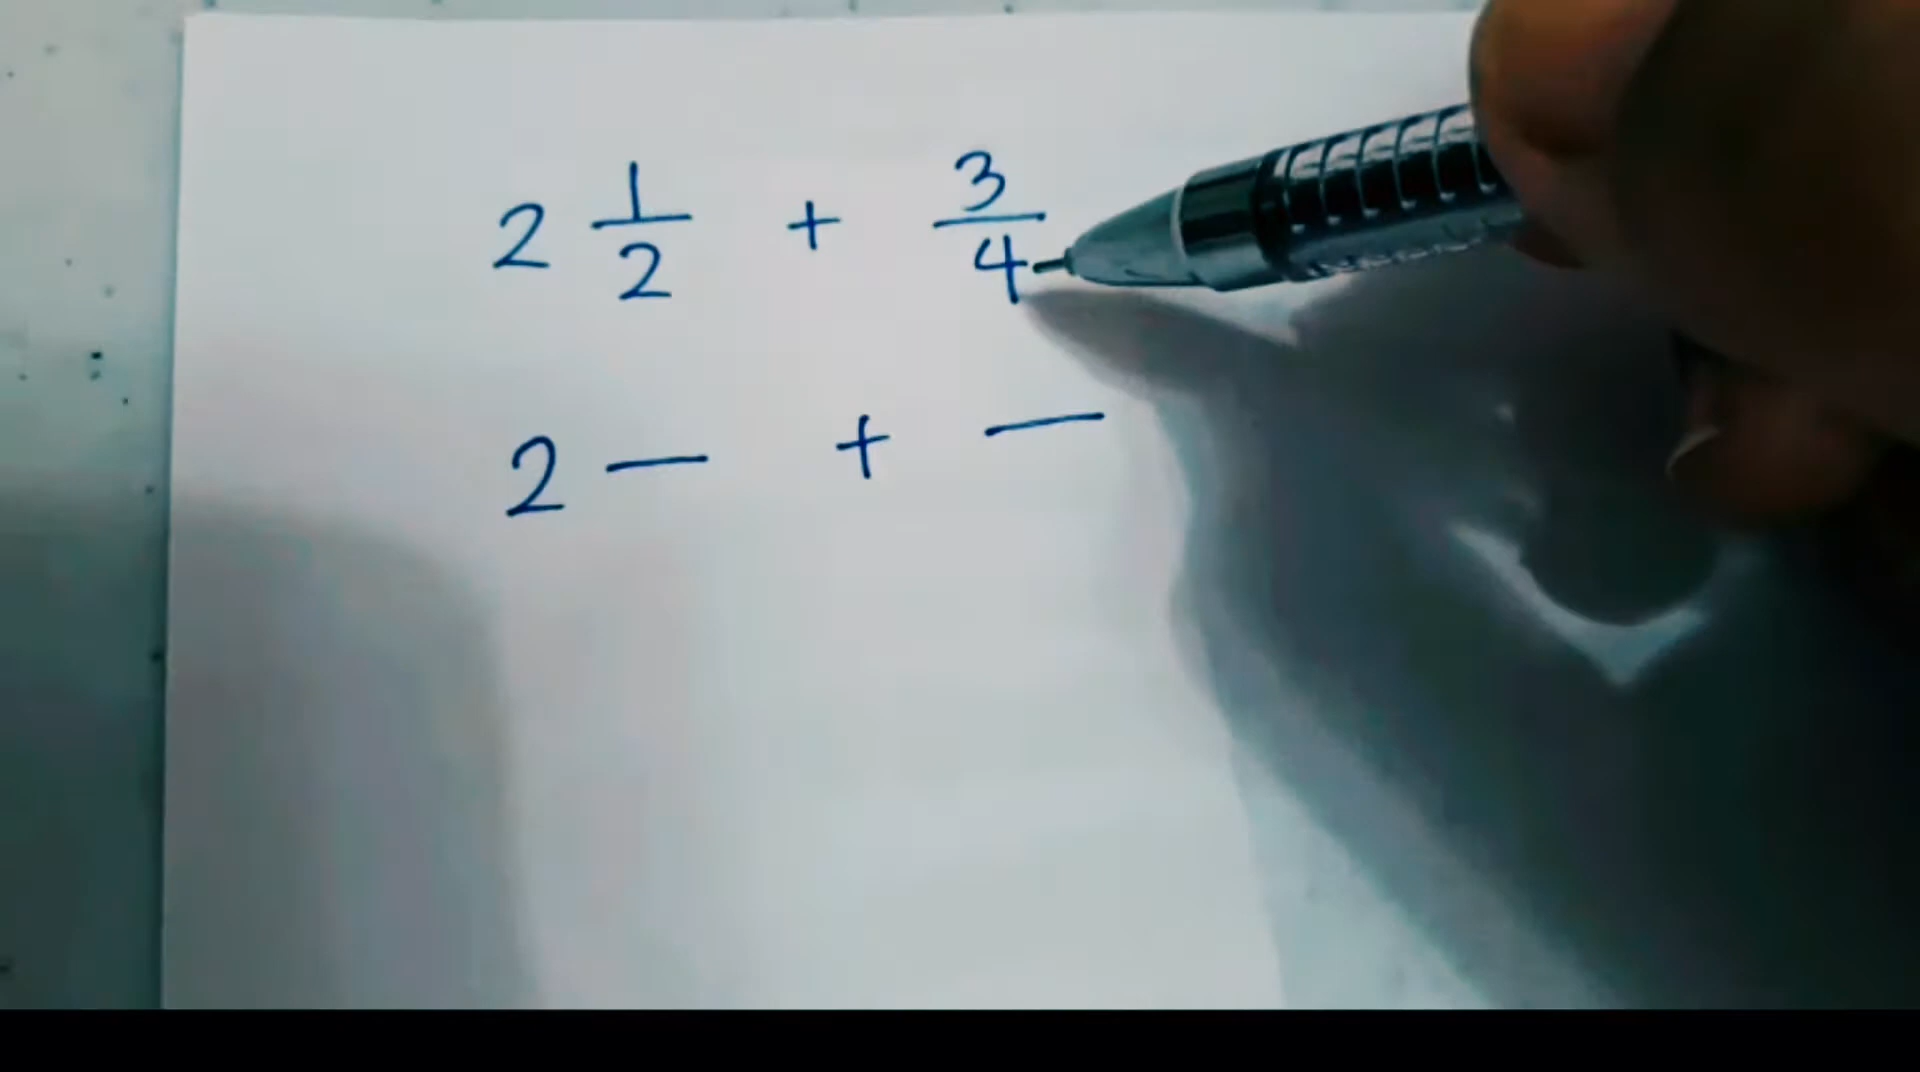 2 1/2 + 3/4
2 — + —